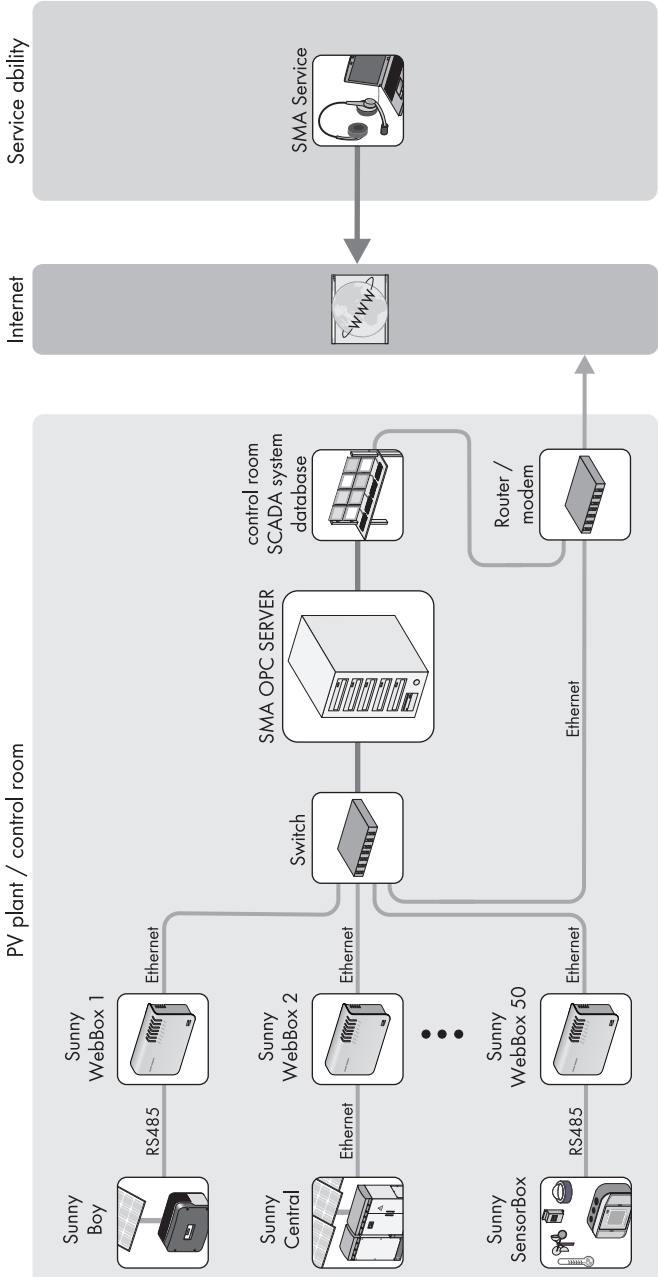 PV plant / control room
Internet
Service ability
Sunny
Boy
RS485
Sunny
WebBox 1
Ethernet
Sunny
Central
Ethernet
Sunny
WebBox 2
Ethernet
Switch
SMA OPC SERVER
control room
SCADA system
database
WWW
SMA Service
Sunny
SensorBox
RS485
Sunny
WebBox 50
Ethernet
Ethernet
Router /
modem